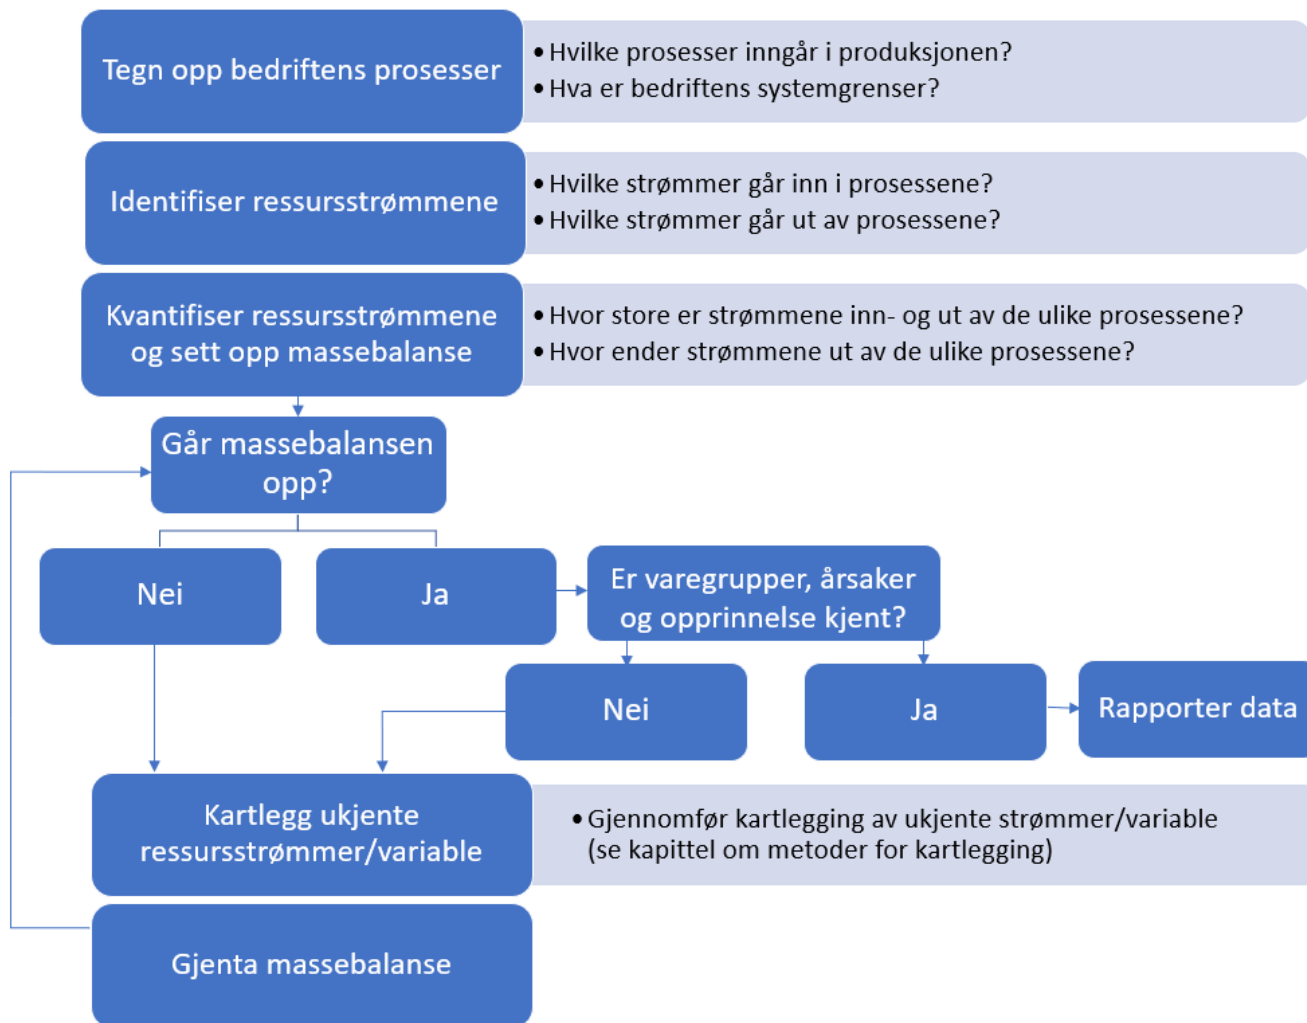 Tegn opp bedriftens prosesser
• Hvilke prosesser inngår i produksjonen?
• Hva er bedriftens systemgrenser?
Identifiser ressursstrømmene
• Hvilke strømmer går inn i prosessene?
• Hvilke strømmer går ut av prosessene?
Kvantifiser ressursstrømmene
og sett opp massebalanse
• Hvor store er strømmene inn- og ut av de ulike prosessene?
• Hvor ender strømmene ut av de ulike prosessene?
Går massebalansen
opp?
Nei
Ja
Er varegrupper, årsaker
og opprinnelse kjent?
Nei
Ja
Rapporter data
Kartlegg ukjente
ressursstrømmer/variable
• Gjennomfør kartlegging av ukjente strømmer/variable
(se kapittel om metoder for kartlegging)
Gjenta massebalanse